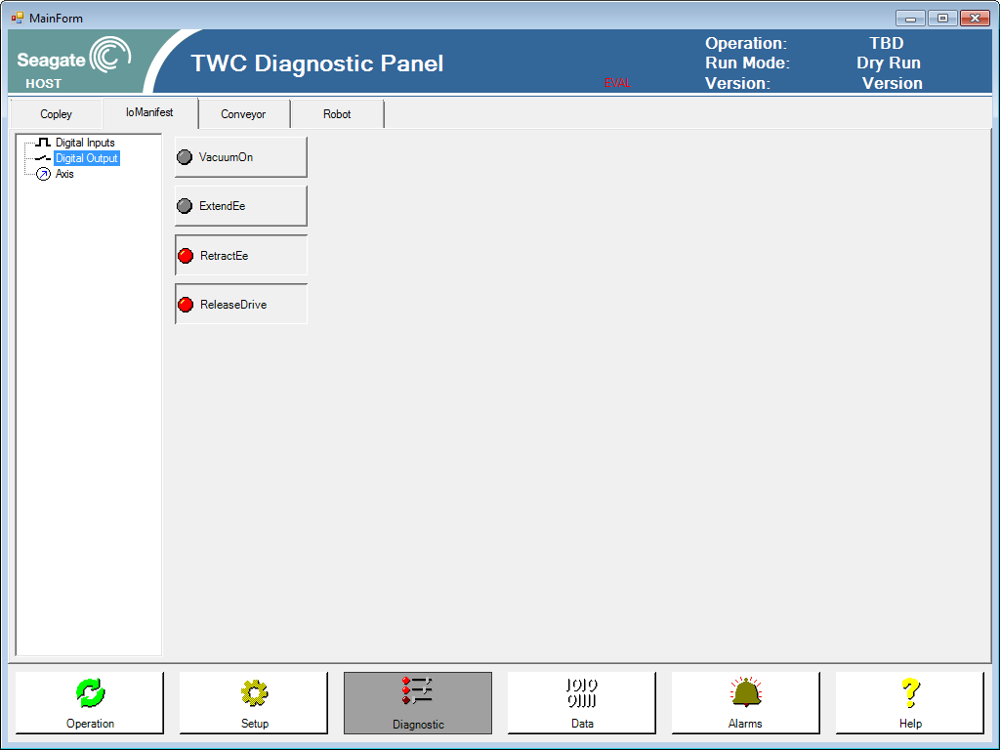 MainForm
Seagate
HOST
TWC Diagnostic Panel
EVAL
Operation: TBD
Run Mode: Dry Run
Version: Version
Copley IoManifest Conveyor Robot
Digital Inputs
Digital Output
Axis
VacuumOn
ExtendEe
RetractEe
ReleaseDrive
Operation Setup Diagnostic Data Alarms Help